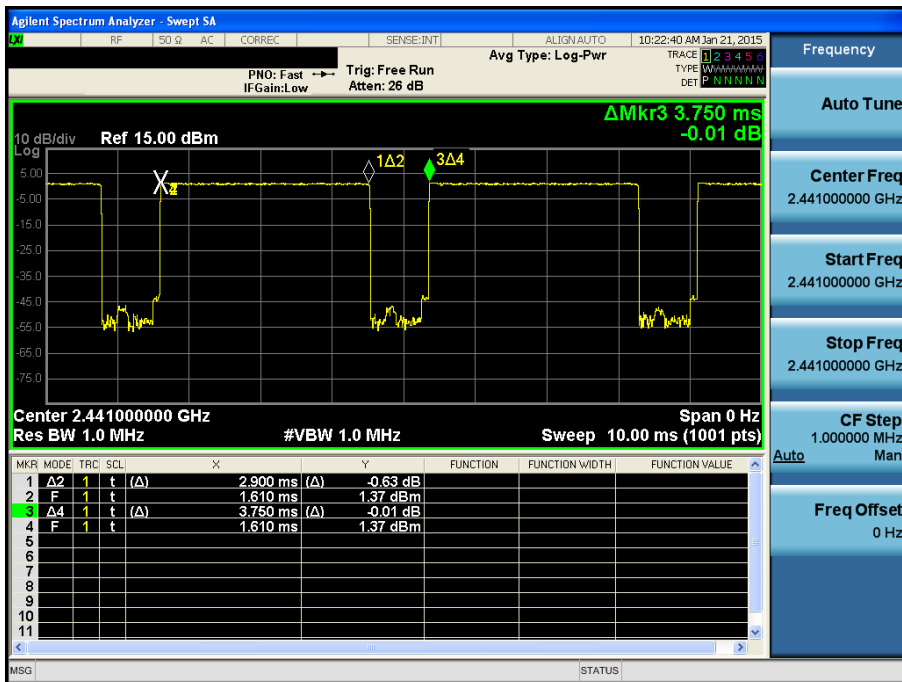 Agilent Spectrum Analyzer - Swept SA
LXI RF 50 Ω AC CORREC SENSE:INT ALIGN AUTO 10:22:40 AM Jan 21, 2015
Frequency
Avg Type: Log-Pwr
TRACE 1 2 3 4 5 6
PNO: Fast Trig: Free Run
TYPE WWWWWW
IFGain:Low Atten: 26 dB
DET P N N N N N
Auto Tune
ΔMkr3 3.750 ms
-0.01 dB
10 dB/div Ref 15.00 dBm
Log
1Δ2 3Δ4
5.00
-5.00
-15.0
-25.0
-35.0
-45.0
-55.0
-65.0
-75.0
Center Freq
2.441000000 GHz
Start Freq
2.441000000 GHz
Stop Freq
2.441000000 GHz
Center 2.441000000 GHz Span 0 Hz
Res BW 1.0 MHz #VBW 1.0 MHz Sweep 10.00 ms (1001 pts)
CF Step
1.000000 MHz
Auto Man
Freq Offset
0 Hz
MKR MODE TRC SCL X Y FUNCTION FUNCTION WIDTH FUNCTION VALUE
1 Δ2 1 t (Δ) 2.900 ms (Δ) -0.63 dB
2 F 1 t 1.610 ms 1.37 dBm
3 Δ4 1 t (Δ) 3.750 ms (Δ) -0.01 dB
4 F 1 t 1.610 ms 1.37 dBm
5
6
7
8
9
10
11
MSG STATUS